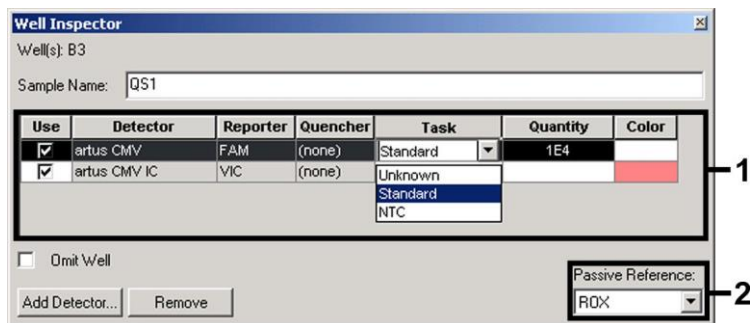 Well Inspector
Well(s): B3
Sample Name: QS1
Use Detector Reporter Quencher Task Quantity Color
artus CMV FAM (none) Standard 1E4
artus CMV IC VIC (none) Unknown
Standard
NTC
1
Omit Well
Passive Reference:
Add Detector... Remove ROX
2